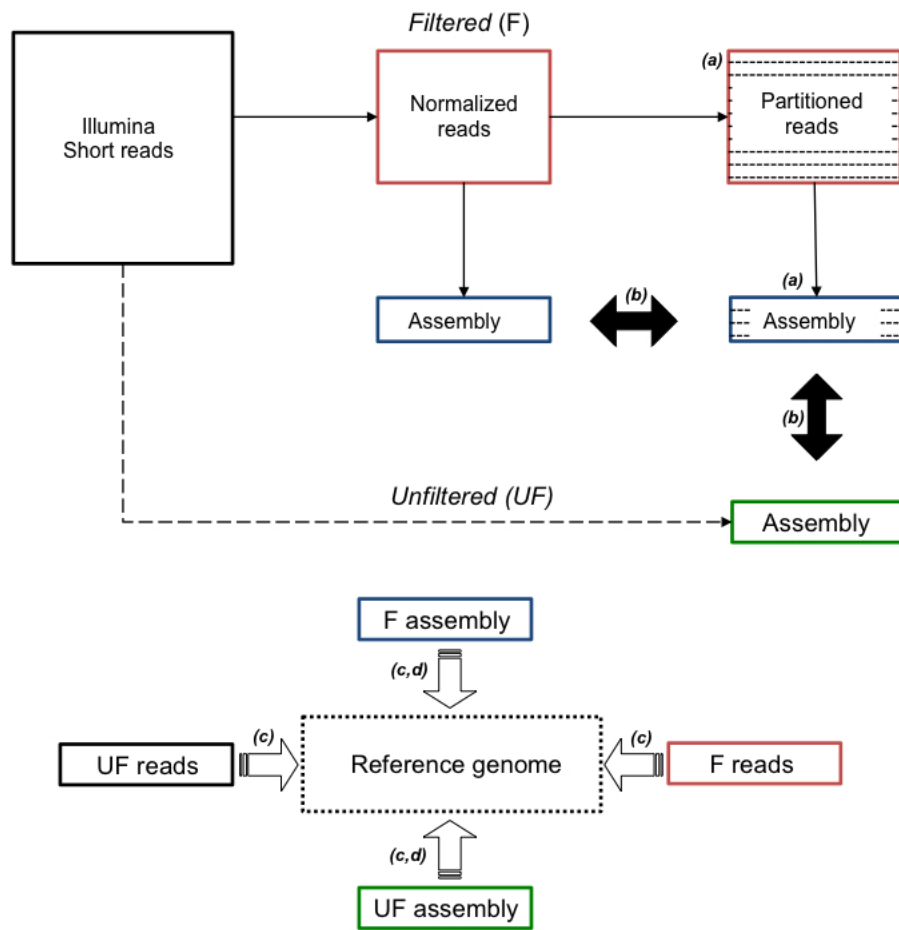 Filtered (F)
(a)
Illumina
Short reads
Normalized
reads
Partitioned
reads
(a)
(b)
Assembly
Assembly
(b)
Unfiltered (UF)
Assembly
F assembly
(c,d)
(c)
(c)
UF reads
Reference genome
F reads
(c,d)
UF assembly